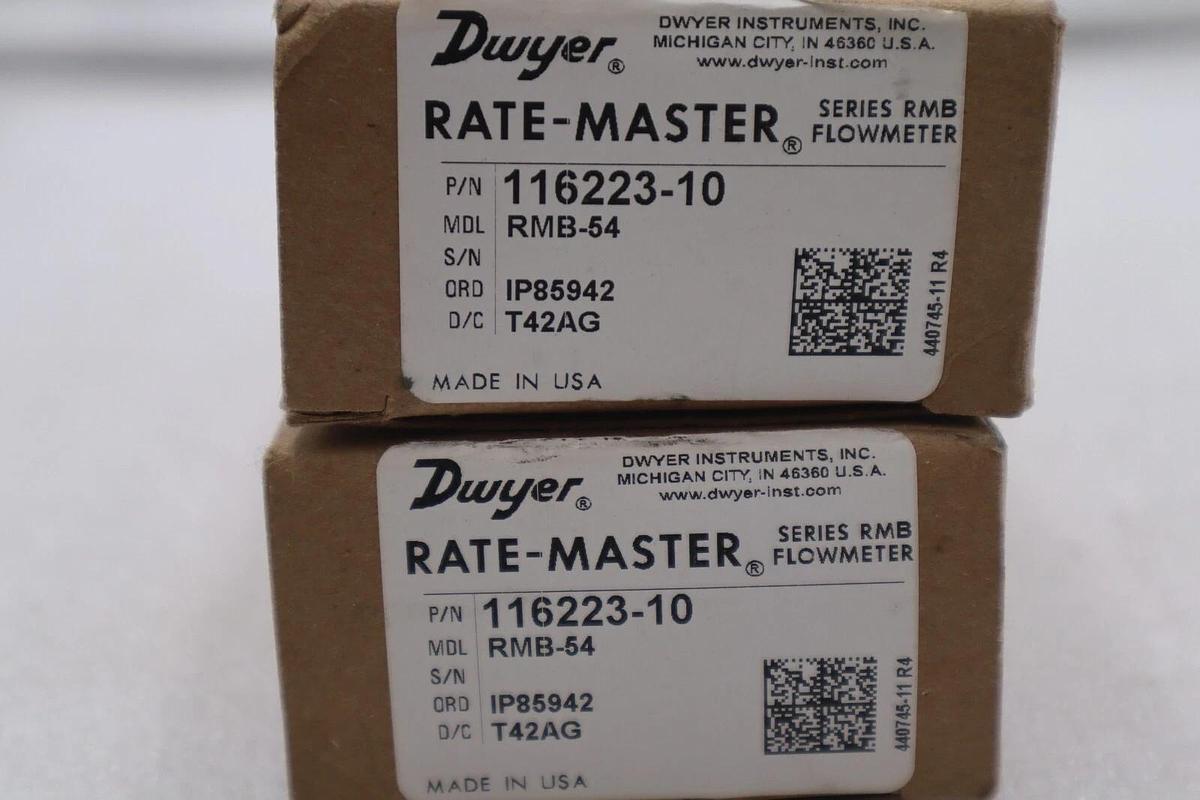 Dwyer®
DWYER INSTRUMENTS, INC.
MICHIGAN CITY, IN 46360 U.S.A.
www.dwyer-inst.com
RATE-MASTER®
SERIES RMB
FLOWMETER
P/N 116223-10
MDL RMB-54
S/N
ORD IP85942
D/C T42AG
440745-11 R4
MADE IN USA
Dwyer®
DWYER INSTRUMENTS, INC.
MICHIGAN CITY, IN 46360 U.S.A.
www.dwyer-inst.com
RATE-MASTER®
SERIES RMB
FLOWMETER
P/N 116223-10
MDL RMB-54
S/N
ORD IP85942
D/C T42AG
440745-11 R4
MADE IN USA